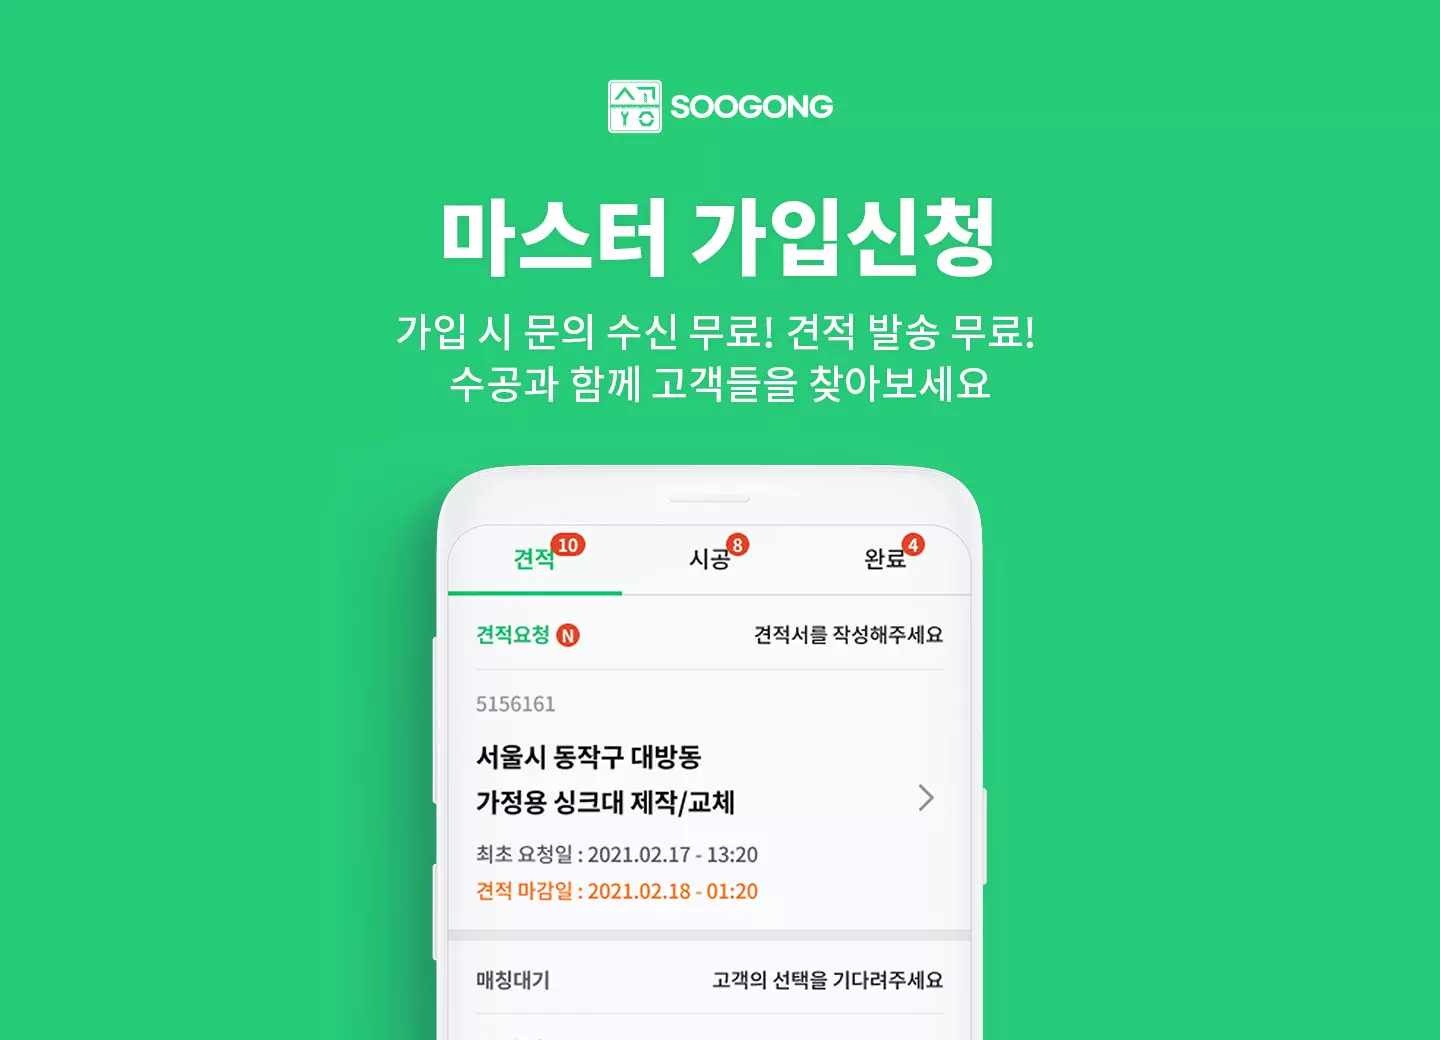 수공
SOOGONG
마스터 가입신청
가입 시 문의 수신 무료! 견적 발송 무료!
수공과 함께 고객들을 찾아보세요
견적 10 시공 8 완료 4
견적요청 N 견적서를 작성해주세요
5156161
서울시 동작구 대방동
가정용 싱크대 제작/교체
최초 요청일 : 2021.02.17 - 13:20
견적 마감일 : 2021.02.18 - 01:20
매칭대기 고객의 선택을 기다려주세요